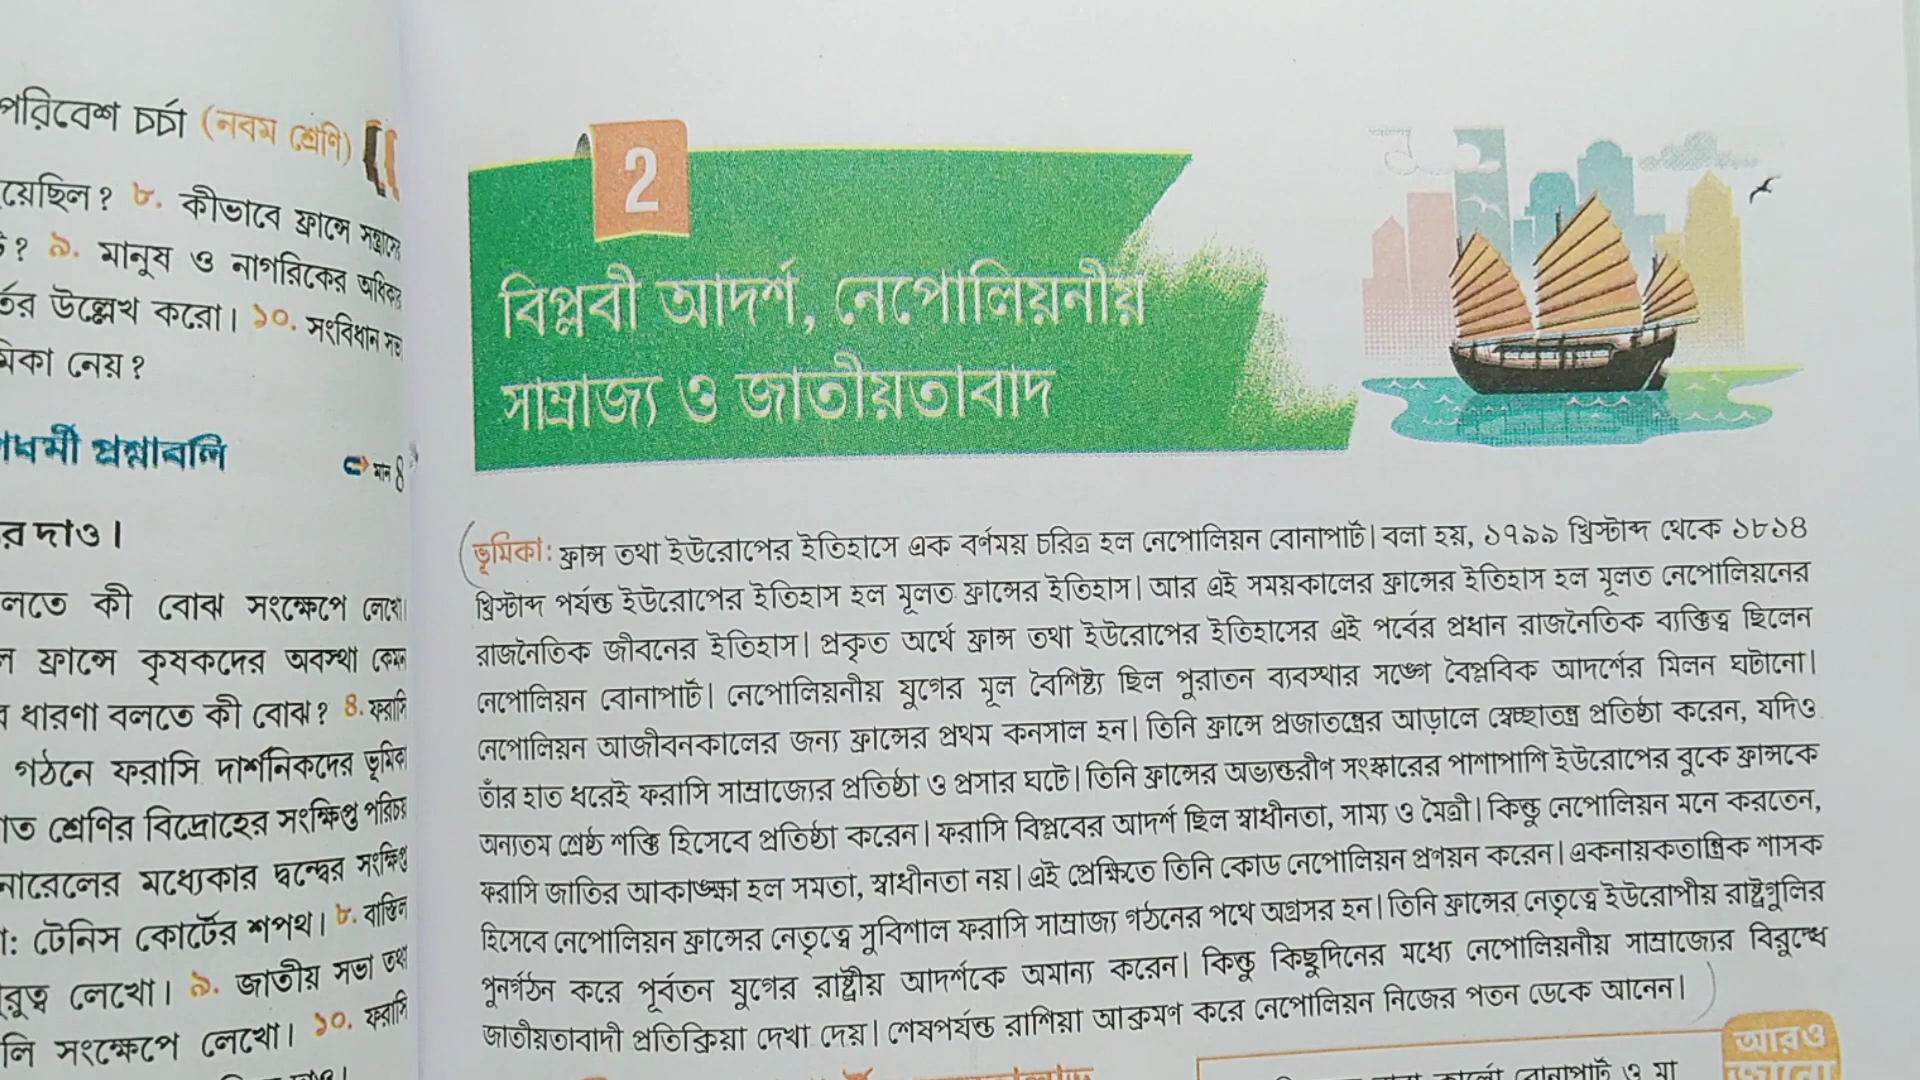 পরিবেশ চর্চা (নবম শ্রেণি)
য়েছিল? ৮. কীভাবে ফ্রান্সে সন্ত্রাসের
? ৯. মানুষ ও নাগরিকের অধিকার
র্তর উল্লেখ করো। ১০. সংবিধান সভা
মিকা নেয়?
ধর্মী প্রশ্নাবলি
মান 4
র দাও।
লতে কী বোঝ সংক্ষেপে লেখো।
ন ফ্রান্সে কৃষকদের অবস্থা কেমন
ধারণা বলতে কী বোঝ? ৪. ফরাসি
গঠনে ফরাসি দার্শনিকদের ভূমিকা
াত শ্রেণির বিদ্রোহের সংক্ষিপ্ত পরিচয়
নারেলের মধ্যেকার দ্বন্দ্বের সংক্ষিপ্ত
: টেনিস কোর্টের শপথ। ৮. বাস্তিল
রুত্ব লেখো। ৯. জাতীয় সভা তথা
লি সংক্ষেপে লেখো। ১০. ফরাসি
2
বিপ্লবী আদর্শ, নেপোলিয়নীয়
সাম্রাজ্য ও জাতীয়তাবাদ
ভূমিকা: ফ্রান্স তথা ইউরোপের ইতিহাসে এক বর্ণময় চরিত্র হল নেপোলিয়ন বোনাপার্ট। বলা হয়, ১৭৯৯ খ্রিস্টাব্দ থেকে ১৮১৪
খ্রিস্টাব্দ পর্যন্ত ইউরোপের ইতিহাস হল মূলত ফ্রান্সের ইতিহাস। আর এই সময়কালের ফ্রান্সের ইতিহাস হল মূলত নেপোলিয়নের
রাজনৈতিক জীবনের ইতিহাস। প্রকৃত অর্থে ফ্রান্স তথা ইউরোপের ইতিহাসের এই পর্বের প্রধান রাজনৈতিক ব্যক্তিত্ব ছিলেন
নেপোলিয়ন বোনাপার্ট। নেপোলিয়নীয় যুগের মূল বৈশিষ্ট্য ছিল পুরাতন ব্যবস্থার সঙ্গে বৈপ্লবিক আদর্শের মিলন ঘটানো।
নেপোলিয়ন আজীবনকালের জন্য ফ্রান্সের প্রথম কনসাল হন। তিনি ফ্রান্সে প্রজাতন্ত্রের আড়ালে স্বেচ্ছাতন্ত্র প্রতিষ্ঠা করেন, যদিও
তাঁর হাত ধরেই ফরাসি সাম্রাজ্যের প্রতিষ্ঠা ও প্রসার ঘটে। তিনি ফ্রান্সের অভ্যন্তরীণ সংস্কারের পাশাপাশি ইউরোপের বুকে ফ্রান্সকে
অন্যতম শ্রেষ্ঠ শক্তি হিসেবে প্রতিষ্ঠা করেন। ফরাসি বিপ্লবের আদর্শ ছিল স্বাধীনতা, সাম্য ও মৈত্রী। কিন্তু নেপোলিয়ন মনে করতেন,
ফরাসি জাতির আকাঙ্ক্ষা হল সমতা, স্বাধীনতা নয়। এই প্রেক্ষিতে তিনি কোড নেপোলিয়ন প্রণয়ন করেন। একনায়কতান্ত্রিক শাসক
হিসেবে নেপোলিয়ন ফ্রান্সের নেতৃত্বে সুবিশাল ফরাসি সাম্রাজ্য গঠনের পথে অগ্রসর হন। তিনি ফ্রান্সের নেতৃত্বে ইউরোপীয় রাষ্ট্রগুলির
পুনর্গঠন করে পূর্বতন যুগের রাষ্ট্রীয় আদর্শকে অমান্য করেন। কিন্তু কিছুদিনের মধ্যে নেপোলিয়নীয় সাম্রাজ্যের বিরুদ্ধে
জাতীয়তাবাদী প্রতিক্রিয়া দেখা দেয়। শেষপর্যন্ত রাশিয়া আক্রমণ করে নেপোলিয়ন নিজের পতন ডেকে আনেন।
আরও
কার্লো বোনাপার্ট ও মা